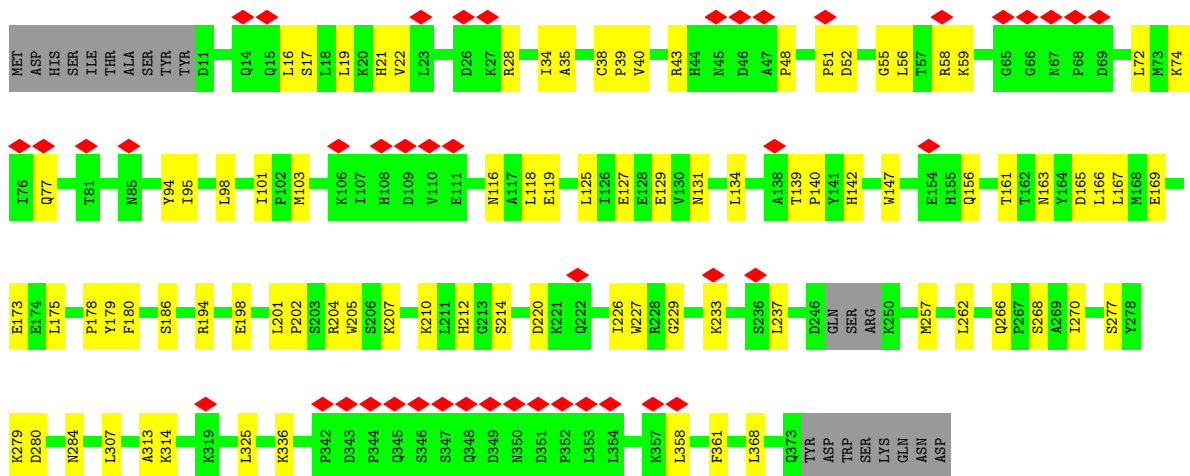 MET ASP HIS SER ILE THR ALA SER TYR TYR D11 Q14 Q15 L16 S17 L18 L19 K20 H21 V22 L23 D26 K27 R28 I34 A35 C38 P39 V40 R43 H44 N45 D46 A47 P48 P51 D52 G55 L56 T57 R58 K59 G65 G66 N67 P68 D69 L72 M73 K74
I76 Q77 T81 N85 Y94 I95 L98 I101 P102 M103 K106 I107 H108 D109 V110 E111 N116 A117 L118 E119 L125 I126 E127 E128 E129 V130 N131 L134 A138 T139 P140 Y141 H142 W147 E154 H155 Q156 T161 T162 N163 Y164 D165 L166 L167 M168 E169
E173 E174 L175 P178 Y179 F180 S186 R194 E198 L201 P202 S203 R204 W205 S206 K207 K210 L211 H212 G213 S214 D220 K221 Q222 I226 W227 R228 G229 K233 S236 L237 D246 GLN SER ARG K250 M257 L262 Q266 P267 S268 A269 I270 S277 Y278
K279 D280 N284 L307 A313 K314 K319 L325 K336 P342 D343 P344 Q345 S346 S347 Q348 D349 N350 D351 P352 L353 L354 K357 L358 F361 L368 Q373 TYR ASP TRP SER LYS GLN ASN ASP